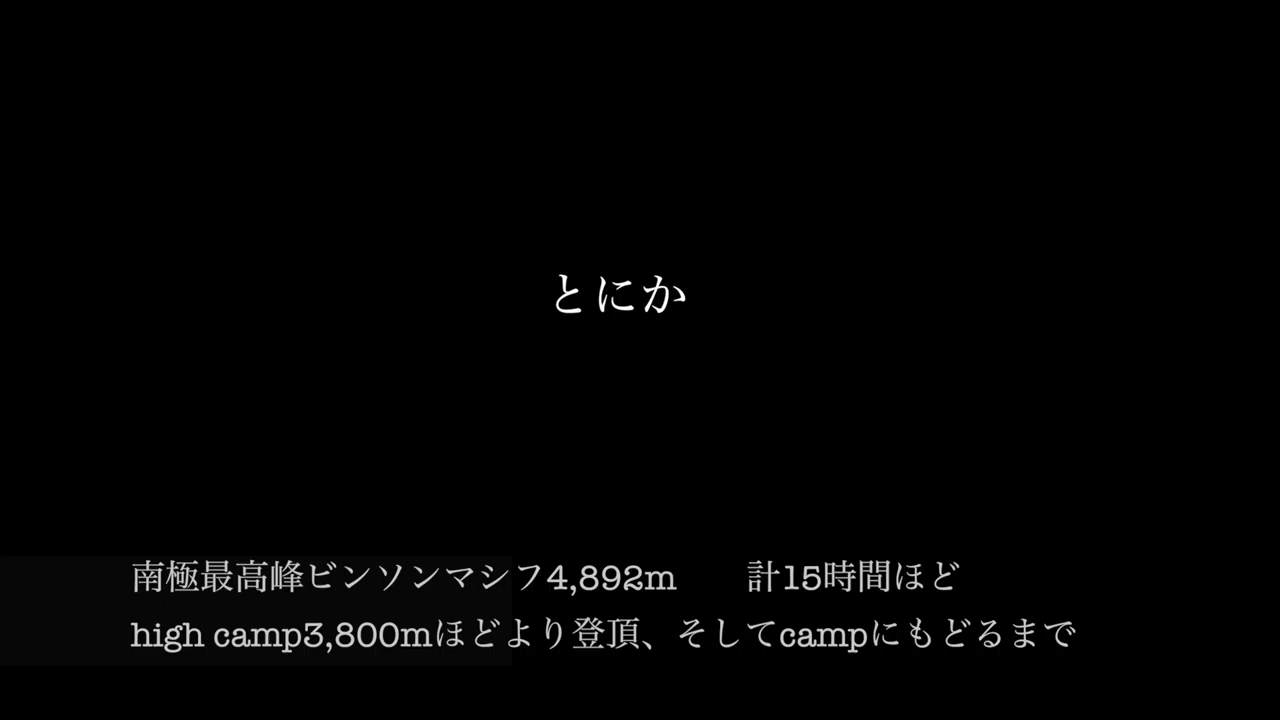 とにか
南極最高峰ビンソンマシフ4,892m　　計15時間ほど
high camp3,800mほどより登頂、そしてcampにもどるまで